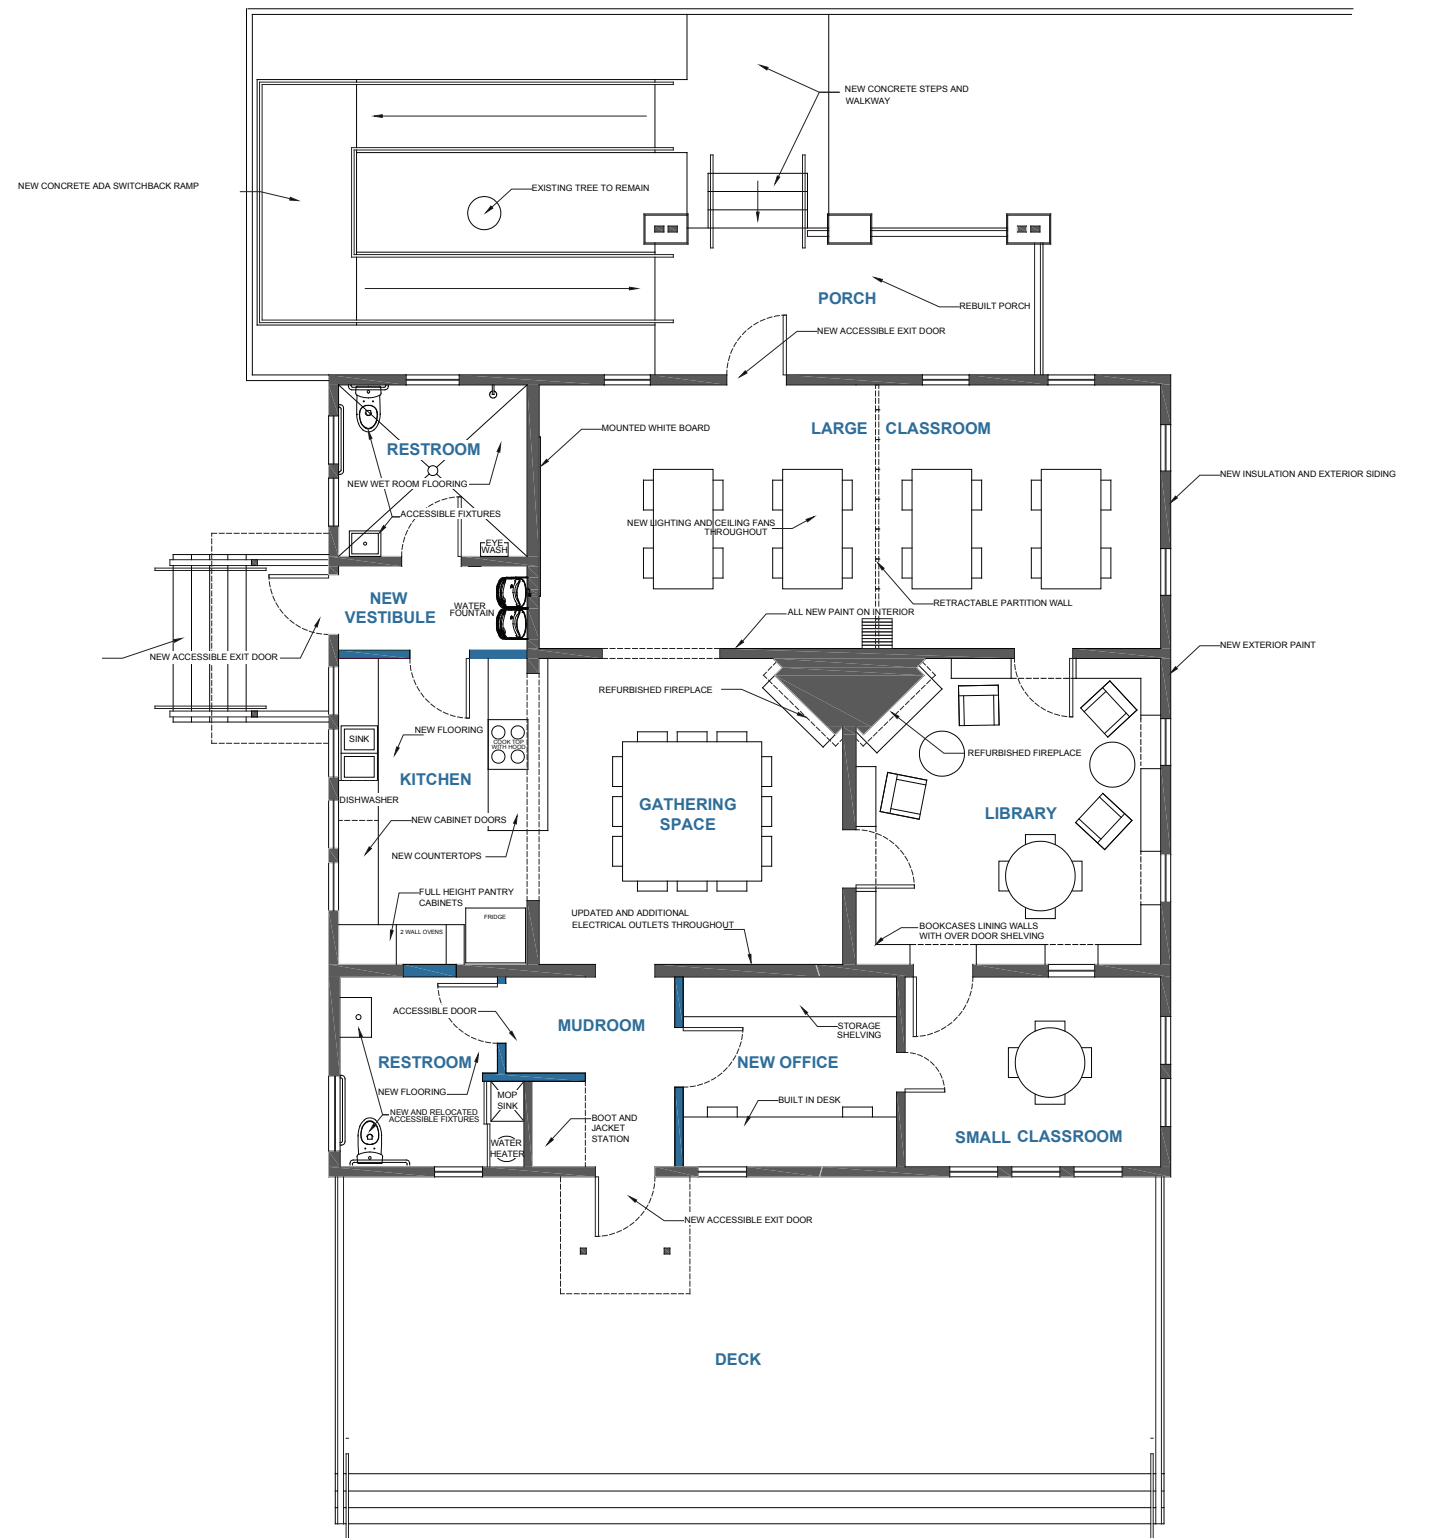 NEW CONCRETE STEPS AND
WALKWAY
NEW CONCRETE ADA SWITCHBACK RAMP
EXISTING TREE TO REMAIN
PORCH
REBUILT PORCH
NEW ACCESSIBLE EXIT DOOR
MOUNTED WHITE BOARD
LARGE CLASSROOM
RESTROOM
NEW WET ROOM FLOORING
ACCESSIBLE FIXTURES
EYE
WASH
NEW INSULATION AND EXTERIOR SIDING
NEW LIGHTING AND CEILING FANS
THROUGHOUT
NEW
VESTIBULE
WATER
FOUNTAIN
RETRACTABLE PARTITION WALL
ALL NEW PAINT ON INTERIOR
NEW ACCESSIBLE EXIT DOOR
NEW EXTERIOR PAINT
REFURBISHED FIREPLACE
NEW FLOORING
SINK
COOK TOP
WITH HOOD
REFURBISHED FIREPLACE
KITCHEN
DISHWASHER
GATHERING
SPACE
LIBRARY
NEW CABINET DOORS
NEW COUNTERTOPS
FULL HEIGHT PANTRY
CABINETS
FRIDGE
2 WALL OVENS
UPDATED AND ADDITIONAL
ELECTRICAL OUTLETS THROUGHOUT
BOOKCASES LINING WALLS
WITH OVER DOOR SHELVING
ACCESSIBLE DOOR
MUDROOM
STORAGE
SHELVING
RESTROOM
NEW OFFICE
NEW FLOORING
MOP
SINK
NEW AND RELOCATED
ACCESSIBLE FIXTURES
BUILT IN DESK
BOOT AND
JACKET
STATION
WATER
HEATER
SMALL CLASSROOM
NEW ACCESSIBLE EXIT DOOR
DECK